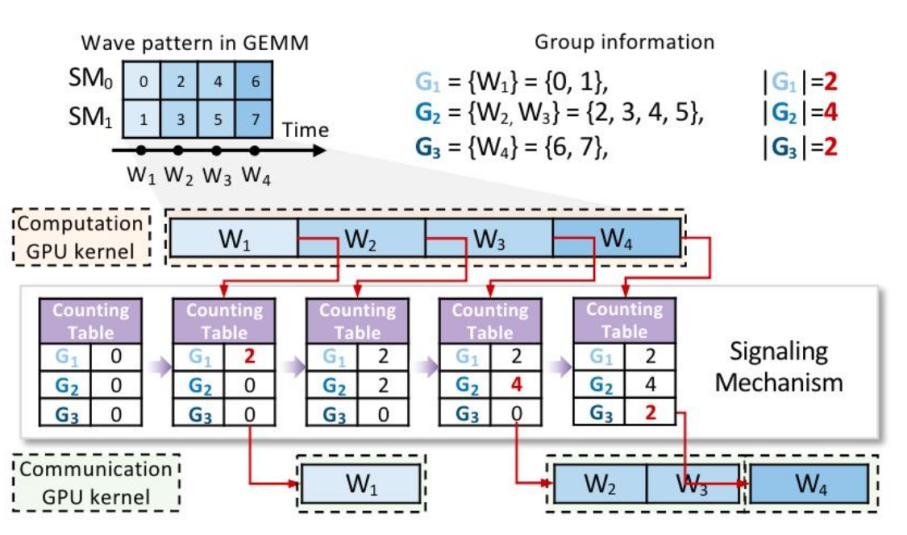 Wave pattern in GEMM
SM0 0 2 4 6
SM1 1 3 5 7
Time
W1 W2 W3 W4
Group information
G1 = {W1} = {0, 1}, |G1|=2
G2 = {W2, W3} = {2, 3, 4, 5}, |G2|=4
G3 = {W4} = {6, 7}, |G3|=2
Computation
GPU kernel
W1 W2 W3 W4
Counting
Table
G1 0
G2 0
G3 0
Counting
Table
G1 2
G2 0
G3 0
Counting
Table
G1 2
G2 2
G3 0
Counting
Table
G1 2
G2 4
G3 0
Counting
Table
G1 2
G2 4
G3 2
Signaling
Mechanism
Communication
GPU kernel
W1 W2 W3 W4